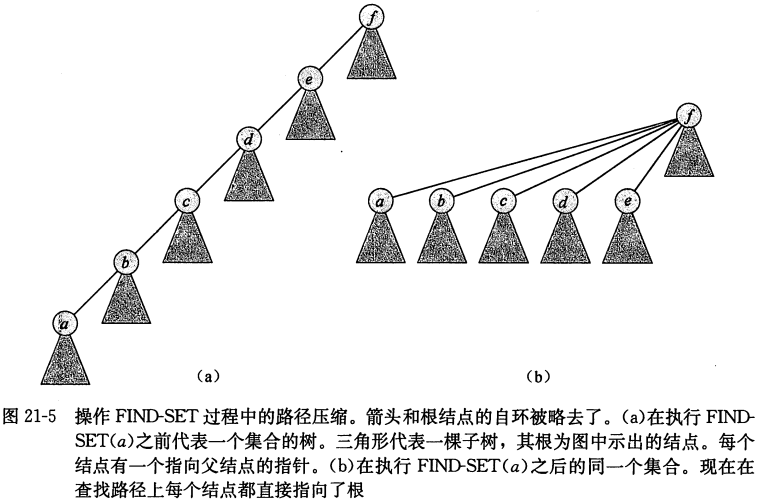 f
e
d
c
b
a
(a)
f
a b c d e
(b)
图 21-5 操作 FIND-SET 过程中的路径压缩。箭头和根结点的自环被略去了。(a)在执行 FIND-
SET(a)之前代表一个集合的树。三角形代表一棵子树，其根为图中示出的结点。每个
结点有一个指向父结点的指针。(b)在执行 FIND-SET(a)之后的同一个集合。现在在
查找路径上每个结点都直接指向了根